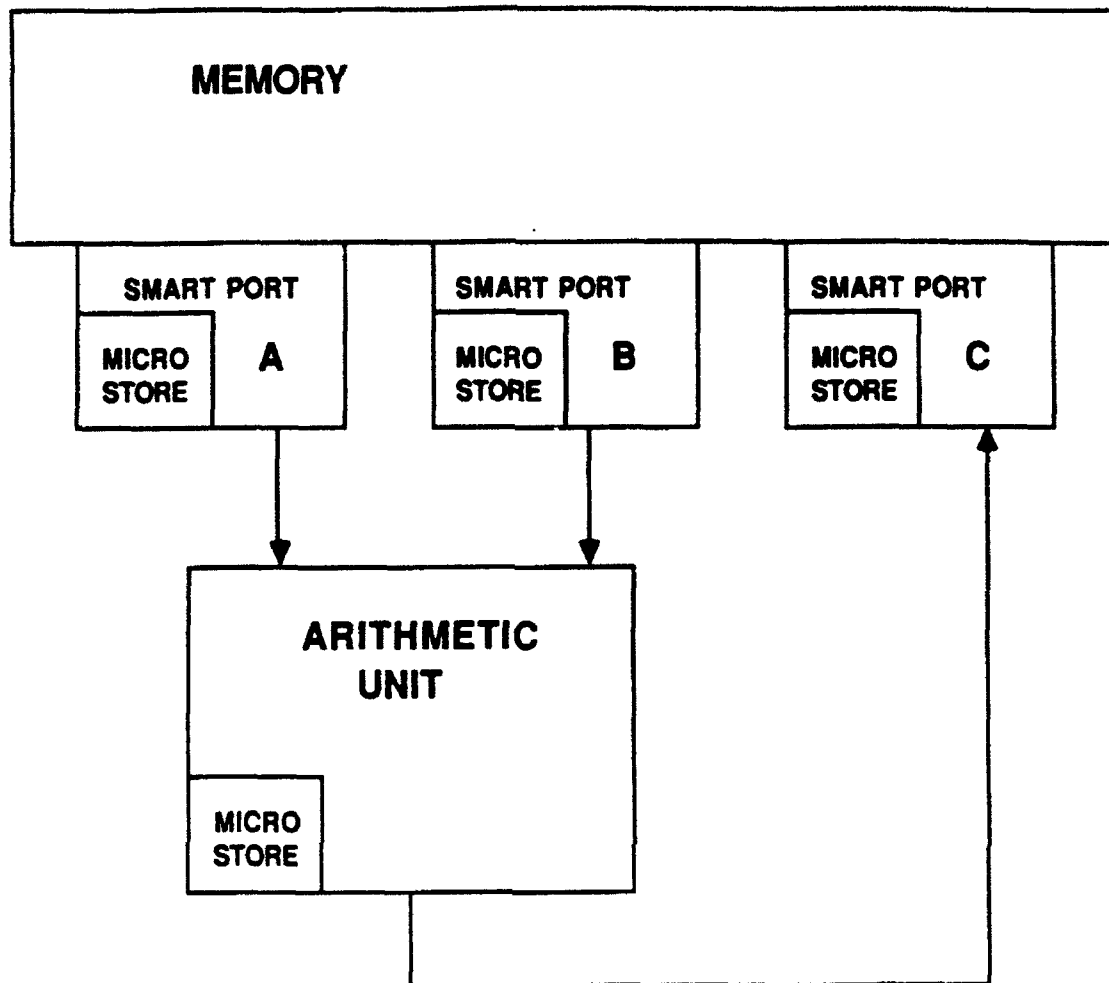 MEMORY
SMART PORT
MICRO
STORE
A
SMART PORT
MICRO
STORE
B
SMART PORT
MICRO
STORE
C
ARITHMETIC
UNIT
MICRO
STORE